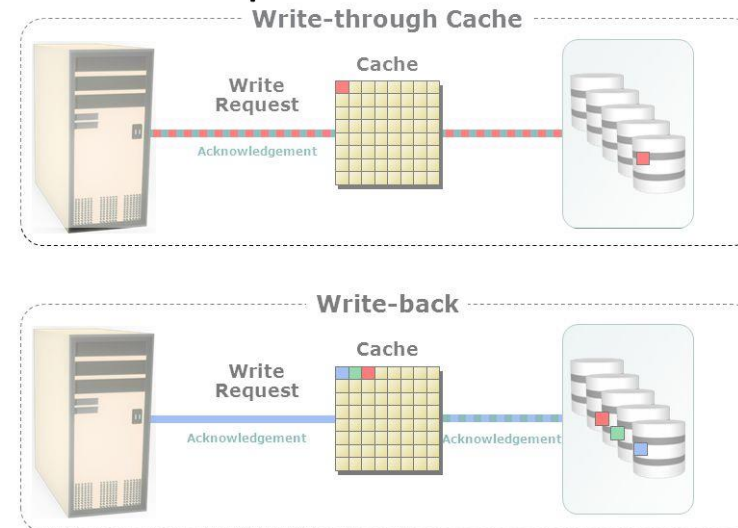 Write-through Cache
Cache
Write
Request
Acknowledgement
Write-back
Cache
Write
Request
Acknowledgement
Acknowledgement